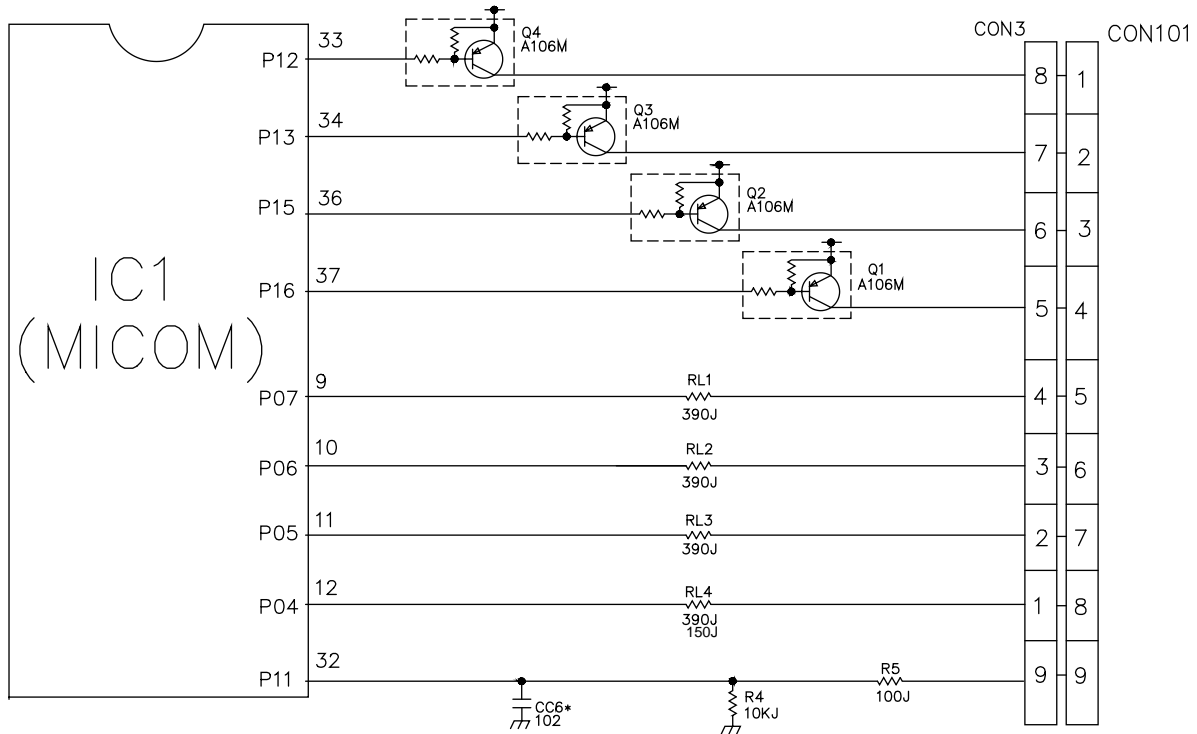 CON3
CON101
33
Q4
A106M
P12
8
1
34
Q3
A106M
P13
7
2
36
Q2
A106M
P15
6
3
37
Q1
A106M
P16
5
4
IC1
(MICOM)
9
RL1
P07
390J
4
5
10
RL2
P06
390J
3
6
11
RL3
P05
390J
2
7
12
RL4
P04
390J
150J
1
8
32
R5
P11
100J
9
9
CC6*
102
R4
10KJ